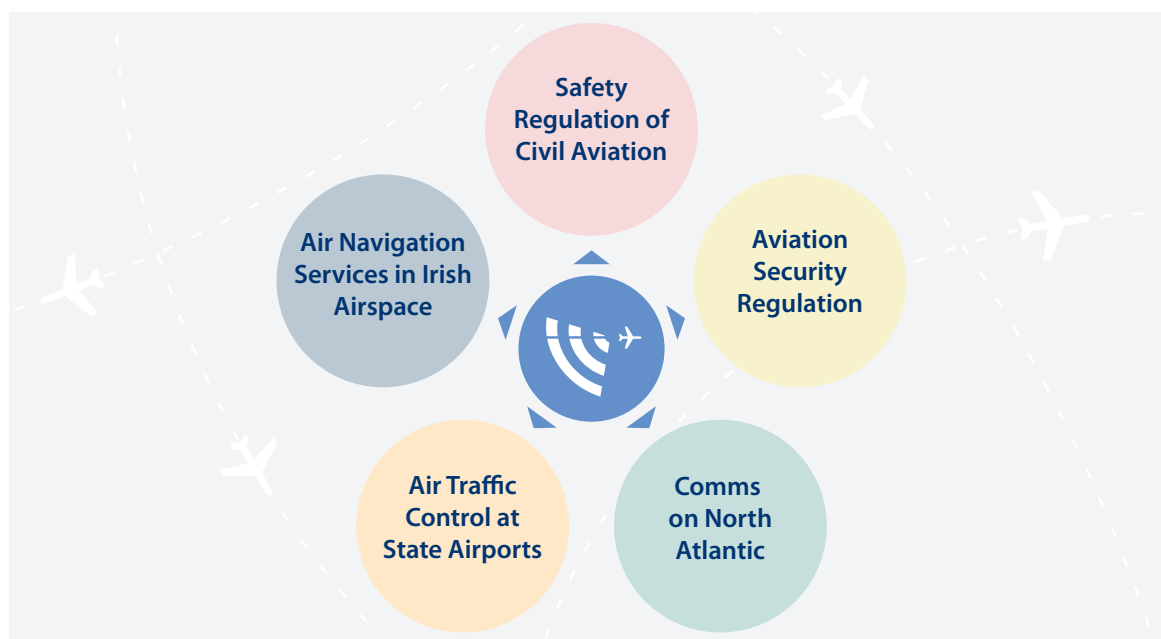 Safety
Regulation of
Civil Aviation
Air Navigation
Services in Irish
Airspace
Aviation
Security
Regulation
Air Traffic
Control at
State Airports
Comms
on North
Atlantic